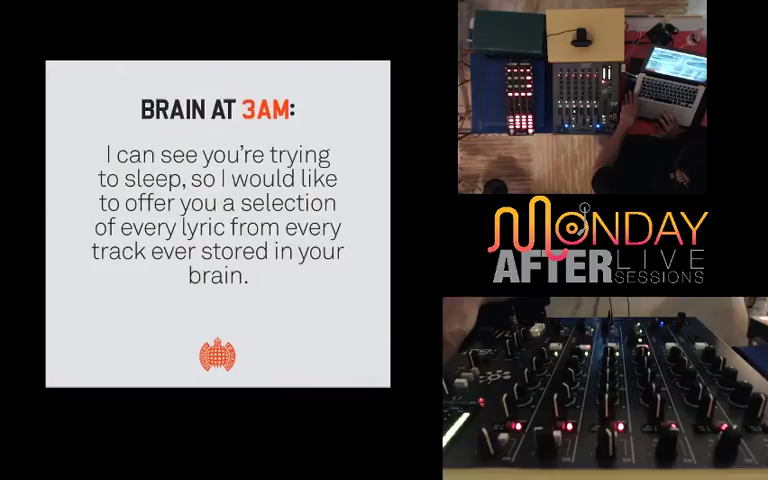 BRAIN AT 3AM:
I can see you're trying
to sleep, so I would like
to offer you a selection
of every lyric from every
track ever stored in your
brain.
MONDAY
AFTER LIVE
SESSIONS